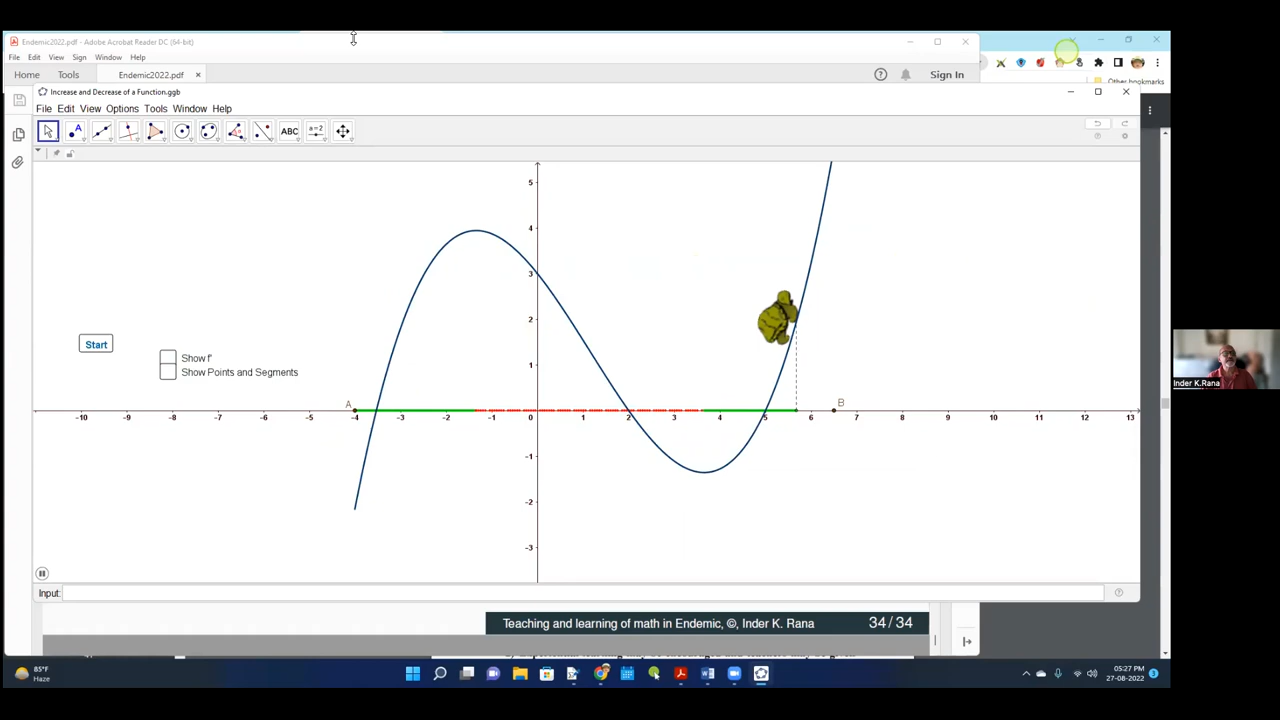 Endemic2022.pdf - Adobe Acrobat Reader DC (64-bit)
File Edit View Sign Window Help
Home Tools Endemic2022.pdf × Sign In
Other bookmarks
Increase and Decrease of a Function.ggb
File Edit View Options Tools Window Help
A ABC a=2
5
4
3
2
1
Start
Show f'
Show Points and Segments
A B
-10 -9 -8 -7 -6 -5 -4 -3 -2 -1 0 1 2 3 4 5 6 7 8 9 10 11 12 13
-1
-2
-3
Input:
Inder K.Rana
Teaching and learning of math in Endemic, ©, Inder K. Rana 34/34
85°F
Haze
05:27 PM
27-08-2022
3